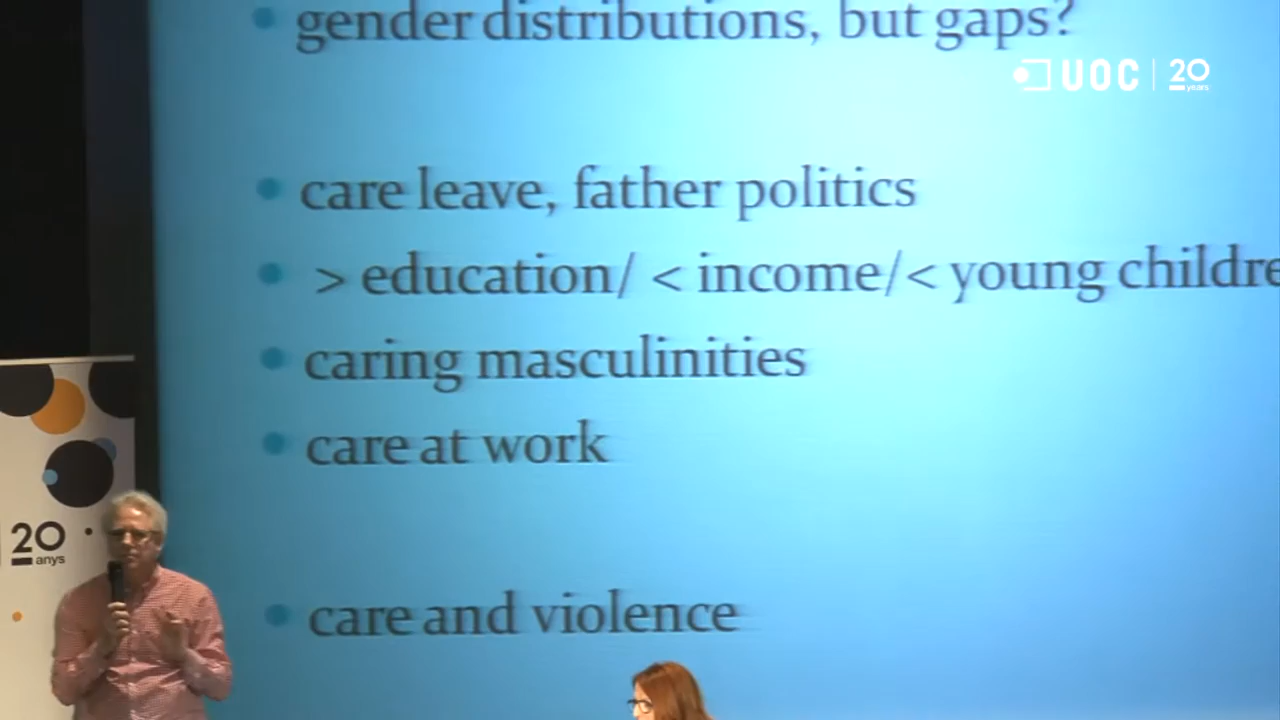 gender distributions, but gaps?
UOC 20
years
care leave, father politics
> education/ < income/< young childre
caring masculinities
care at work
20
anys
care and violence